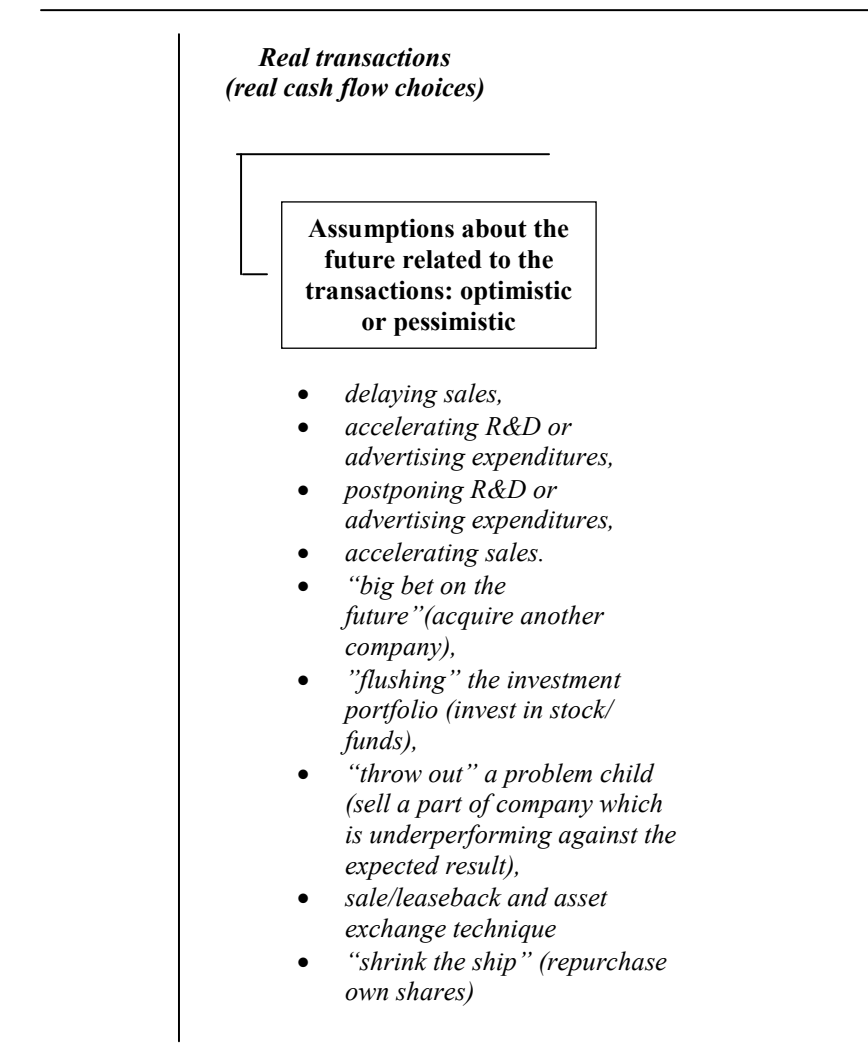 Real transactions
(real cash flow choices)
Assumptions about the
future related to the
transactions: optimistic
or pessimistic
• delaying sales,
• accelerating R&D or
advertising expenditures,
• postponing R&D or
advertising expenditures,
• accelerating sales.
• “big bet on the
future”(acquire another
company),
• ”flushing” the investment
portfolio (invest in stock/
funds),
• “throw out” a problem child
(sell a part of company which
is underperforming against the
expected result),
• sale/leaseback and asset
exchange technique
• “shrink the ship” (repurchase
own shares)